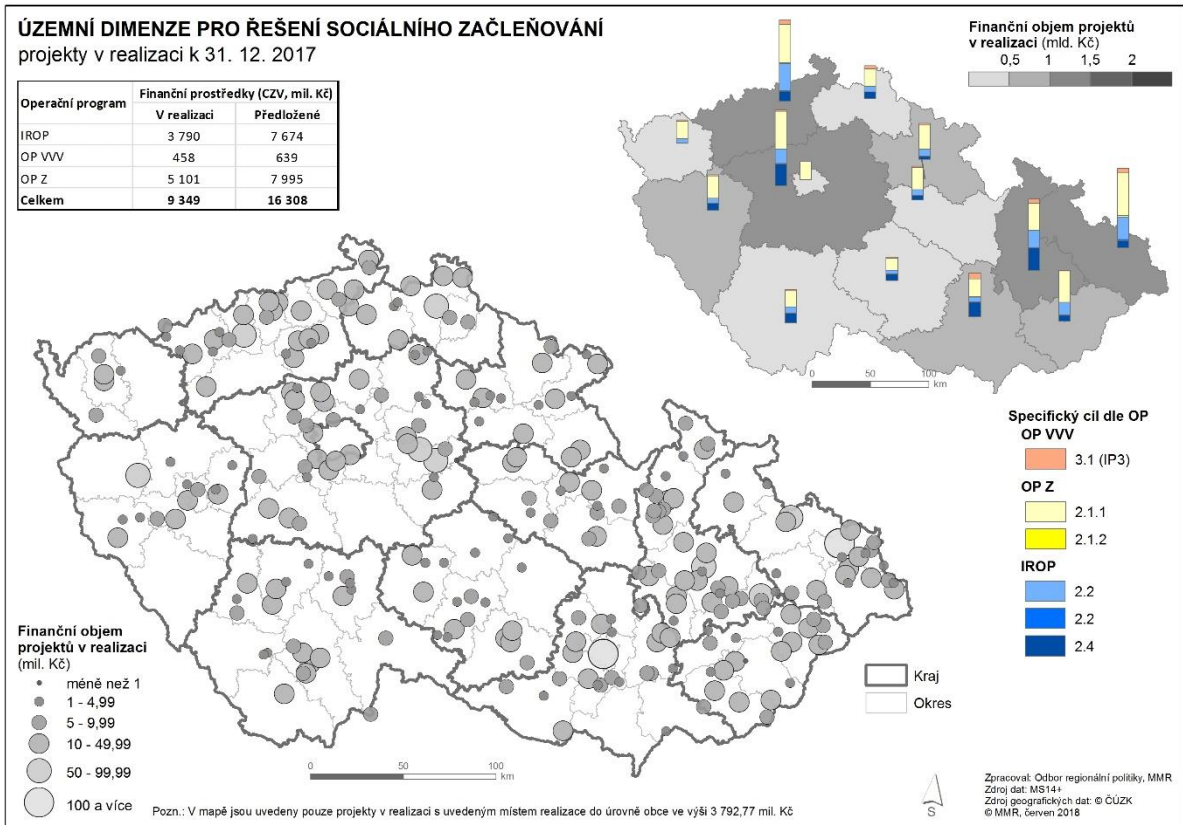 ÚZEMNÍ DIMENZE PRO ŘEŠENÍ SOCIÁLNÍHO ZAČLEŇOVÁNÍ
projekty v realizaci k 31. 12. 2017
Operační program
Finanční prostředky (CZV, mil. Kč)
V realizaci Předložené
IROP 3 790 7 674
OP VVV 458 639
OP Z 5 101 7 995
Celkem 9 349 16 308
Finanční objem projektů
v realizaci (mld. Kč)
0,5 1 1,5 2
0 50 100
km
Specifický cíl dle OP
OP VVV
3.1 (IP3)
OP Z
2.1.1
2.1.2
IROP
2.2
2.2
2.4
Finanční objem
projektů v realizaci
(mil. Kč)
méně než 1
1 - 4,99
5 - 9,99
10 - 49,99
50 - 99,99
100 a více
Kraj
Okres
0 50 100
km
Pozn.: V mapě jsou uvedeny pouze projekty v realizaci s uvedeným místem realizace do úrovně obce ve výši 3 792,77 mil. Kč
S
Zpracoval: Odbor regionální politiky, MMR
Zdroj dat: MS14+
Zdroj geografických dat: © ČÚZK
© MMR, červen 2018